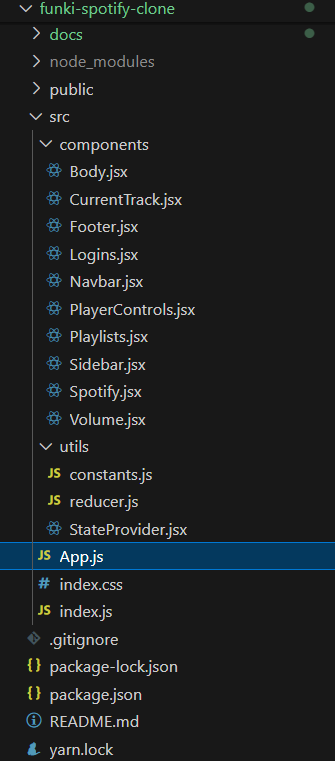 funki-spotify-clone
docs
node_modules
public
src
components
Body.jsx
CurrentTrack.jsx
Footer.jsx
Logins.jsx
Navbar.jsx
PlayerControls.jsx
Playlists.jsx
Sidebar.jsx
Spotify.jsx
Volume.jsx
utils
JS constants.js
JS reducer.js
StateProvider.jsx
JS App.js
# index.css
JS index.js
.gitignore
{} package-lock.json
{} package.json
README.md
yarn.lock